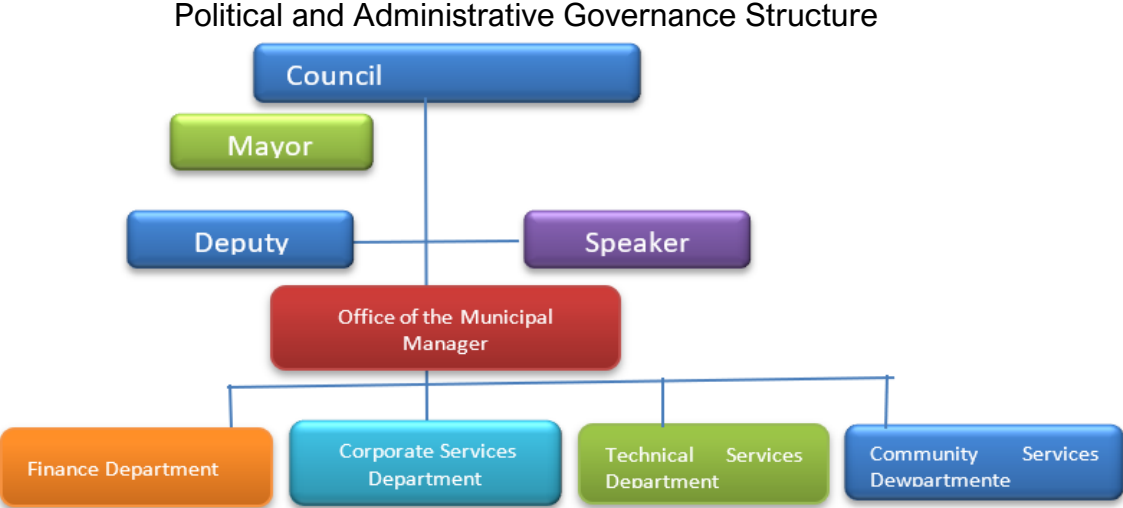 Political and Administrative Governance Structure
Council
Mayor
Deputy
Speaker
Office of the Municipal
Manager
Finance Department
Corporate Services
Department
Technical Services
Department
Community Services
Dewpartmente